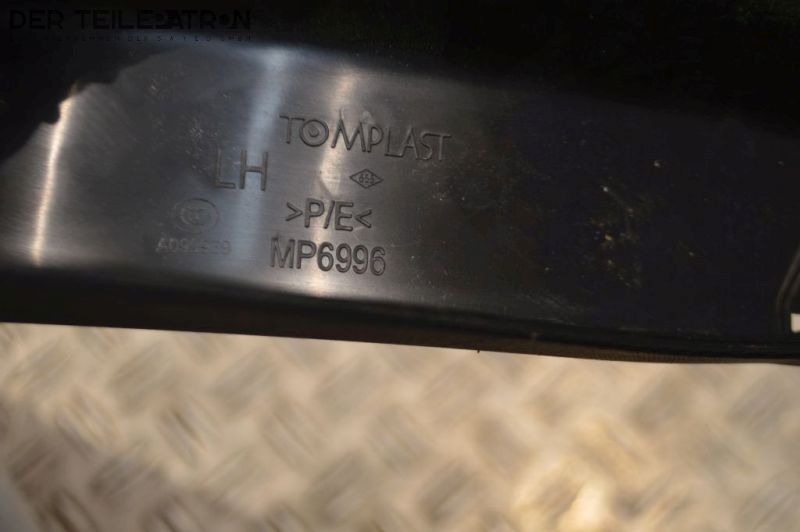 DER TEILEPATRON
TOMPLAST
LH
>P/E<
MP6996